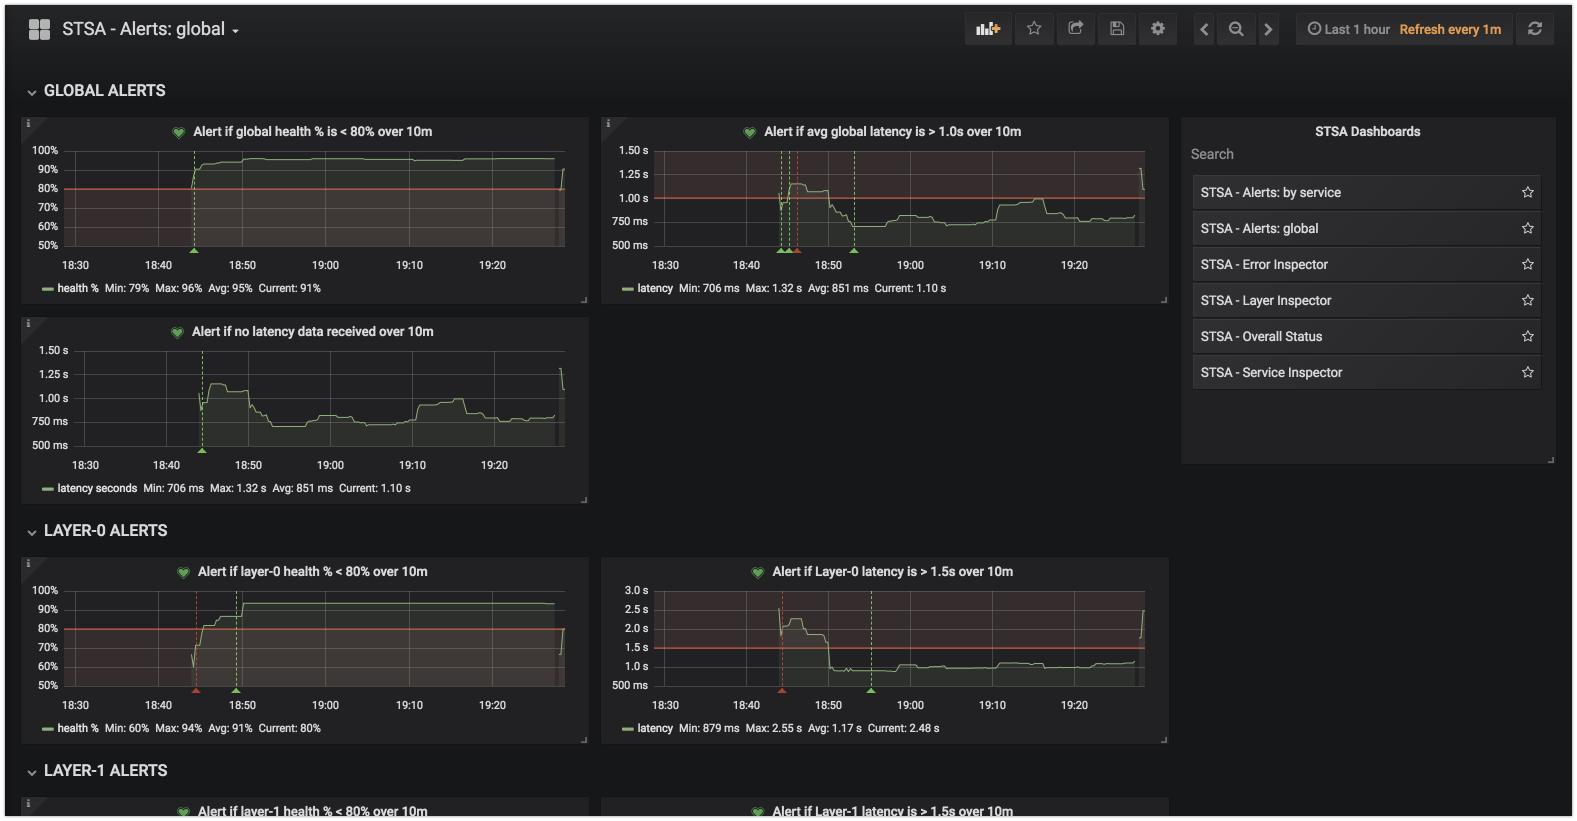 STSA - Alerts: global
Last 1 hour Refresh every 1m
GLOBAL ALERTS
Alert if global health % is < 80% over 10m
100%
90%
80%
70%
60%
50%
18:30 18:40 18:50 19:00 19:10 19:20
health % Min: 79% Max: 96% Avg: 95% Current: 91%
Alert if avg global latency is > 1.0s over 10m
1.50 s
1.25 s
1.00 s
750 ms
500 ms
18:30 18:40 18:50 19:00 19:10 19:20
latency Min: 706 ms Max: 1.32 s Avg: 851 ms Current: 1.10 s
STSA Dashboards
Search
STSA - Alerts: by service
STSA - Alerts: global
STSA - Error Inspector
STSA - Layer Inspector
STSA - Overall Status
STSA - Service Inspector
Alert if no latency data received over 10m
1.50 s
1.25 s
1.00 s
750 ms
500 ms
18:30 18:40 18:50 19:00 19:10 19:20
latency seconds Min: 706 ms Max: 1.32 s Avg: 851 ms Current: 1.10 s
LAYER-0 ALERTS
Alert if layer-0 health % < 80% over 10m
100%
90%
80%
70%
60%
50%
18:30 18:40 18:50 19:00 19:10 19:20
health % Min: 60% Max: 94% Avg: 91% Current: 80%
Alert if Layer-0 latency is > 1.5s over 10m
3.0 s
2.5 s
2.0 s
1.5 s
1.0 s
500 ms
18:30 18:40 18:50 19:00 19:10 19:20
latency Min: 879 ms Max: 2.55 s Avg: 1.17 s Current: 2.48 s
LAYER-1 ALERTS
Alert if layer-1 health % < 80% over 10m
Alert if Layer-1 latency is > 1.5s over 10m